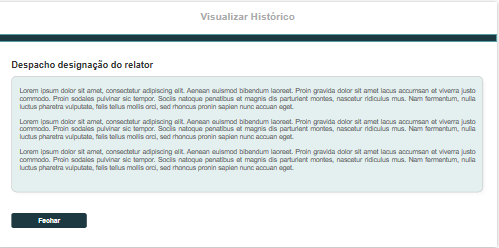 Visualizar Histórico
Despacho designação do relator
Lorem ipsum dolor sit amet, consectetur adipiscing elit. Aenean euismod bibendum laoreet. Proin gravida dolor sit amet lacus accumsan et viverra justo
commodo. Proin sodales pulvinar sic tempor. Sociis natoque penatibus et magnis dis parturient montes, nascetur ridiculus mus. Nam fermentum, nulla
luctus pharetra vulputate, felis tellus mollis orci, sed rhoncus pronin sapien nunc accuan eget.
Lorem ipsum dolor sit amet, consectetur adipiscing elit. Aenean euismod bibendum laoreet. Proin gravida dolor sit amet lacus accumsan et viverra justo
commodo. Proin sodales pulvinar sic tempor. Sociis natoque penatibus et magnis dis parturient montes, nascetur ridiculus mus. Nam fermentum, nulla
luctus pharetra vulputate, felis tellus mollis orci, sed rhoncus pronin sapien nunc accuan eget.
Lorem ipsum dolor sit amet, consectetur adipiscing elit. Aenean euismod bibendum laoreet. Proin gravida dolor sit amet lacus accumsan et viverra justo
commodo. Proin sodales pulvinar sic tempor. Sociis natoque penatibus et magnis dis parturient montes, nascetur ridiculus mus. Nam fermentum, nulla
luctus pharetra vulputate, felis tellus mollis orci, sed rhoncus pronin sapien nunc accuan eget.
Fechar